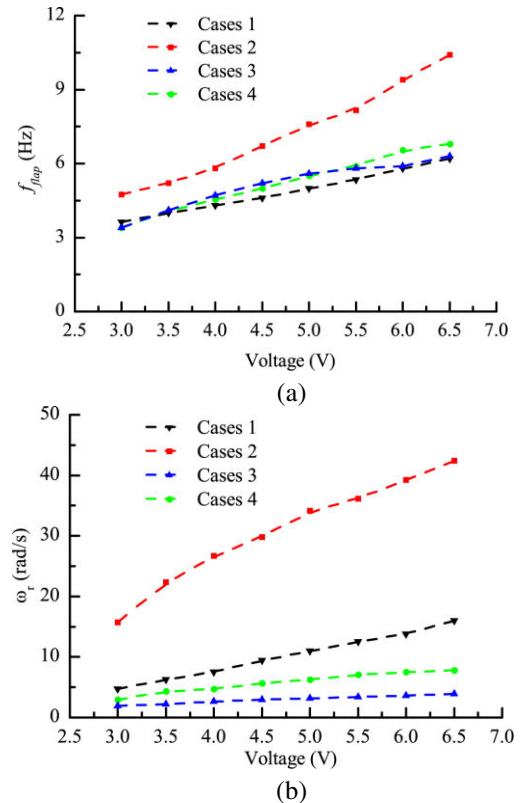 12
9
6
3
0
f_flap (Hz)
Cases 1
Cases 2
Cases 3
Cases 4
2.5 3.0 3.5 4.0 4.5 5.0 5.5 6.0 6.5 7.0
Voltage (V)
(a)
50
40
30
20
10
0
ω_r (rad/s)
Cases 1
Cases 2
Cases 3
Cases 4
2.5 3.0 3.5 4.0 4.5 5.0 5.5 6.0 6.5 7.0
Voltage (V)
(b)